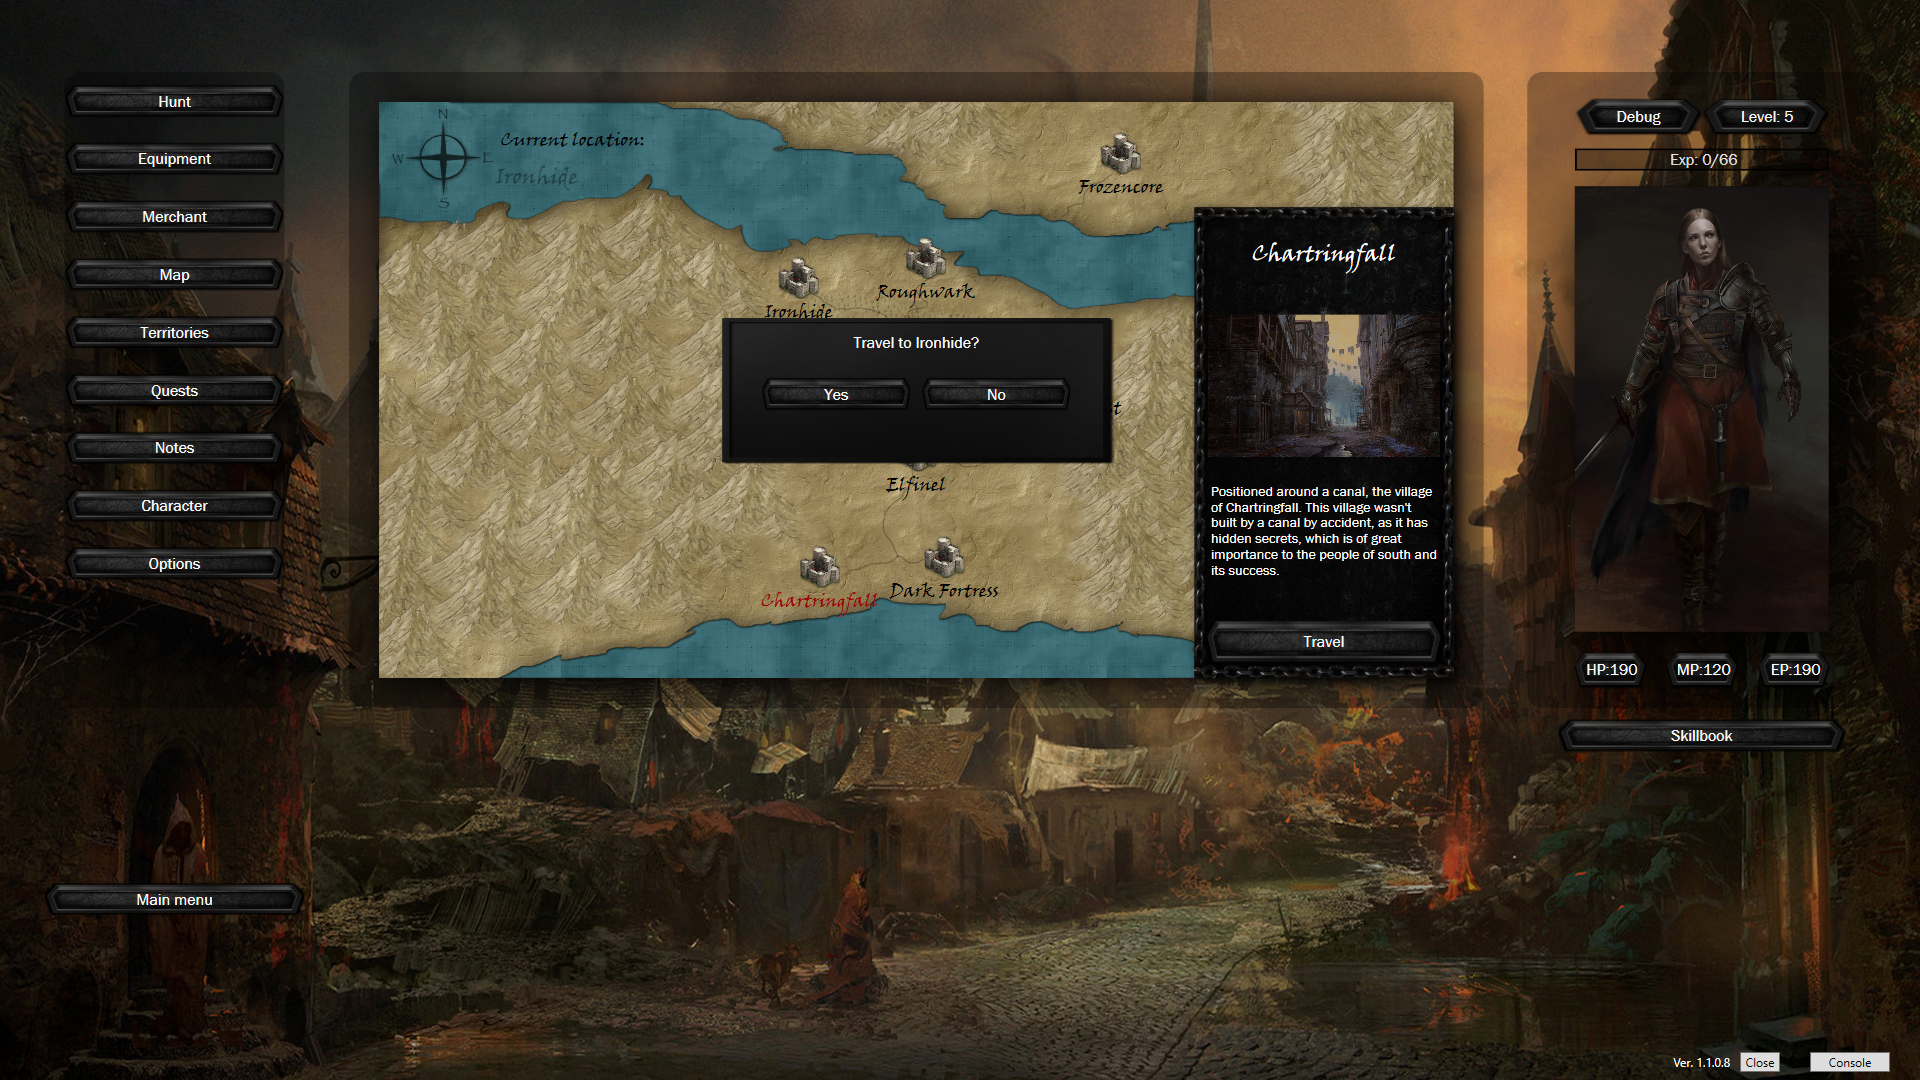 Hunt
Equipment
Merchant
Map
Territories
Quests
Notes
Character
Options
Main menu
N
W E
S
Current location:
Ironhide
Frozencore
Roughwark
Ironhide
Travel to Ironhide?
Yes No
Elfinel
Chartringfall
Dark Fortress
Chartringfall
Positioned around a canal, the village
of Chartringfall. This village wasn't
built by a canal by accident, as it has
hidden secrets, which is of great
importance to the people of south and
its success.
Travel
Debug Level: 5
Exp: 0/66
HP:190 MP:120 EP:190
Skillbook
Ver. 1.1.0.8 Close Console